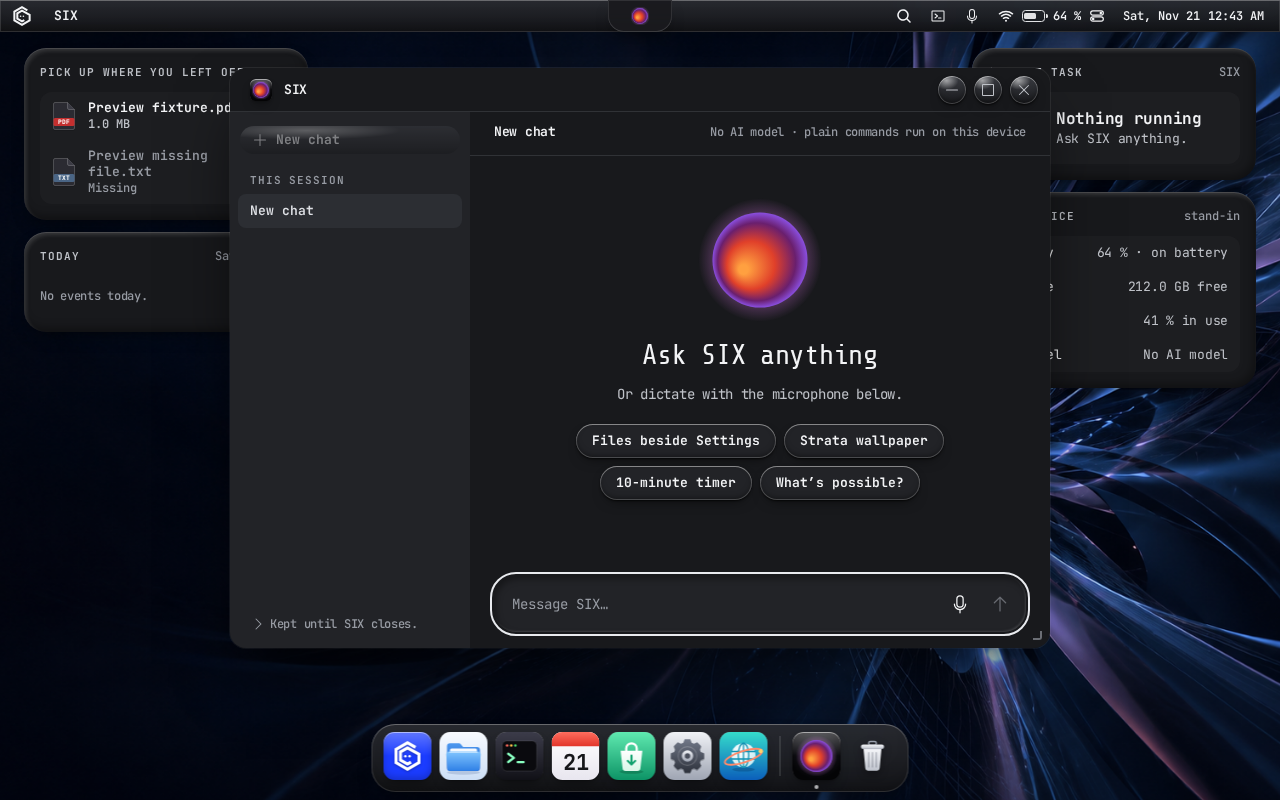 SIX
64 %
Sat, Nov 21 12:43 AM
PICK UP WHERE YOU LEFT
Preview fixture.pd
1.0 MB
PDF
Preview missing
file.txt
Missing
TXT
TODAY
Sa
No events today.
SIX
New chat
THIS SESSION
New chat
Kept until SIX closes.
New chat
No AI model · plain commands run on this device
Ask SIX anything
Or dictate with the microphone below.
Files beside Settings
Strata wallpaper
10-minute timer
What's possible?
Message SIX…
TASK
SIX
Nothing running
Ask SIX anything.
ICE
stand-in
64 % · on battery
212.0 GB free
41 % in use
el
No AI model
21